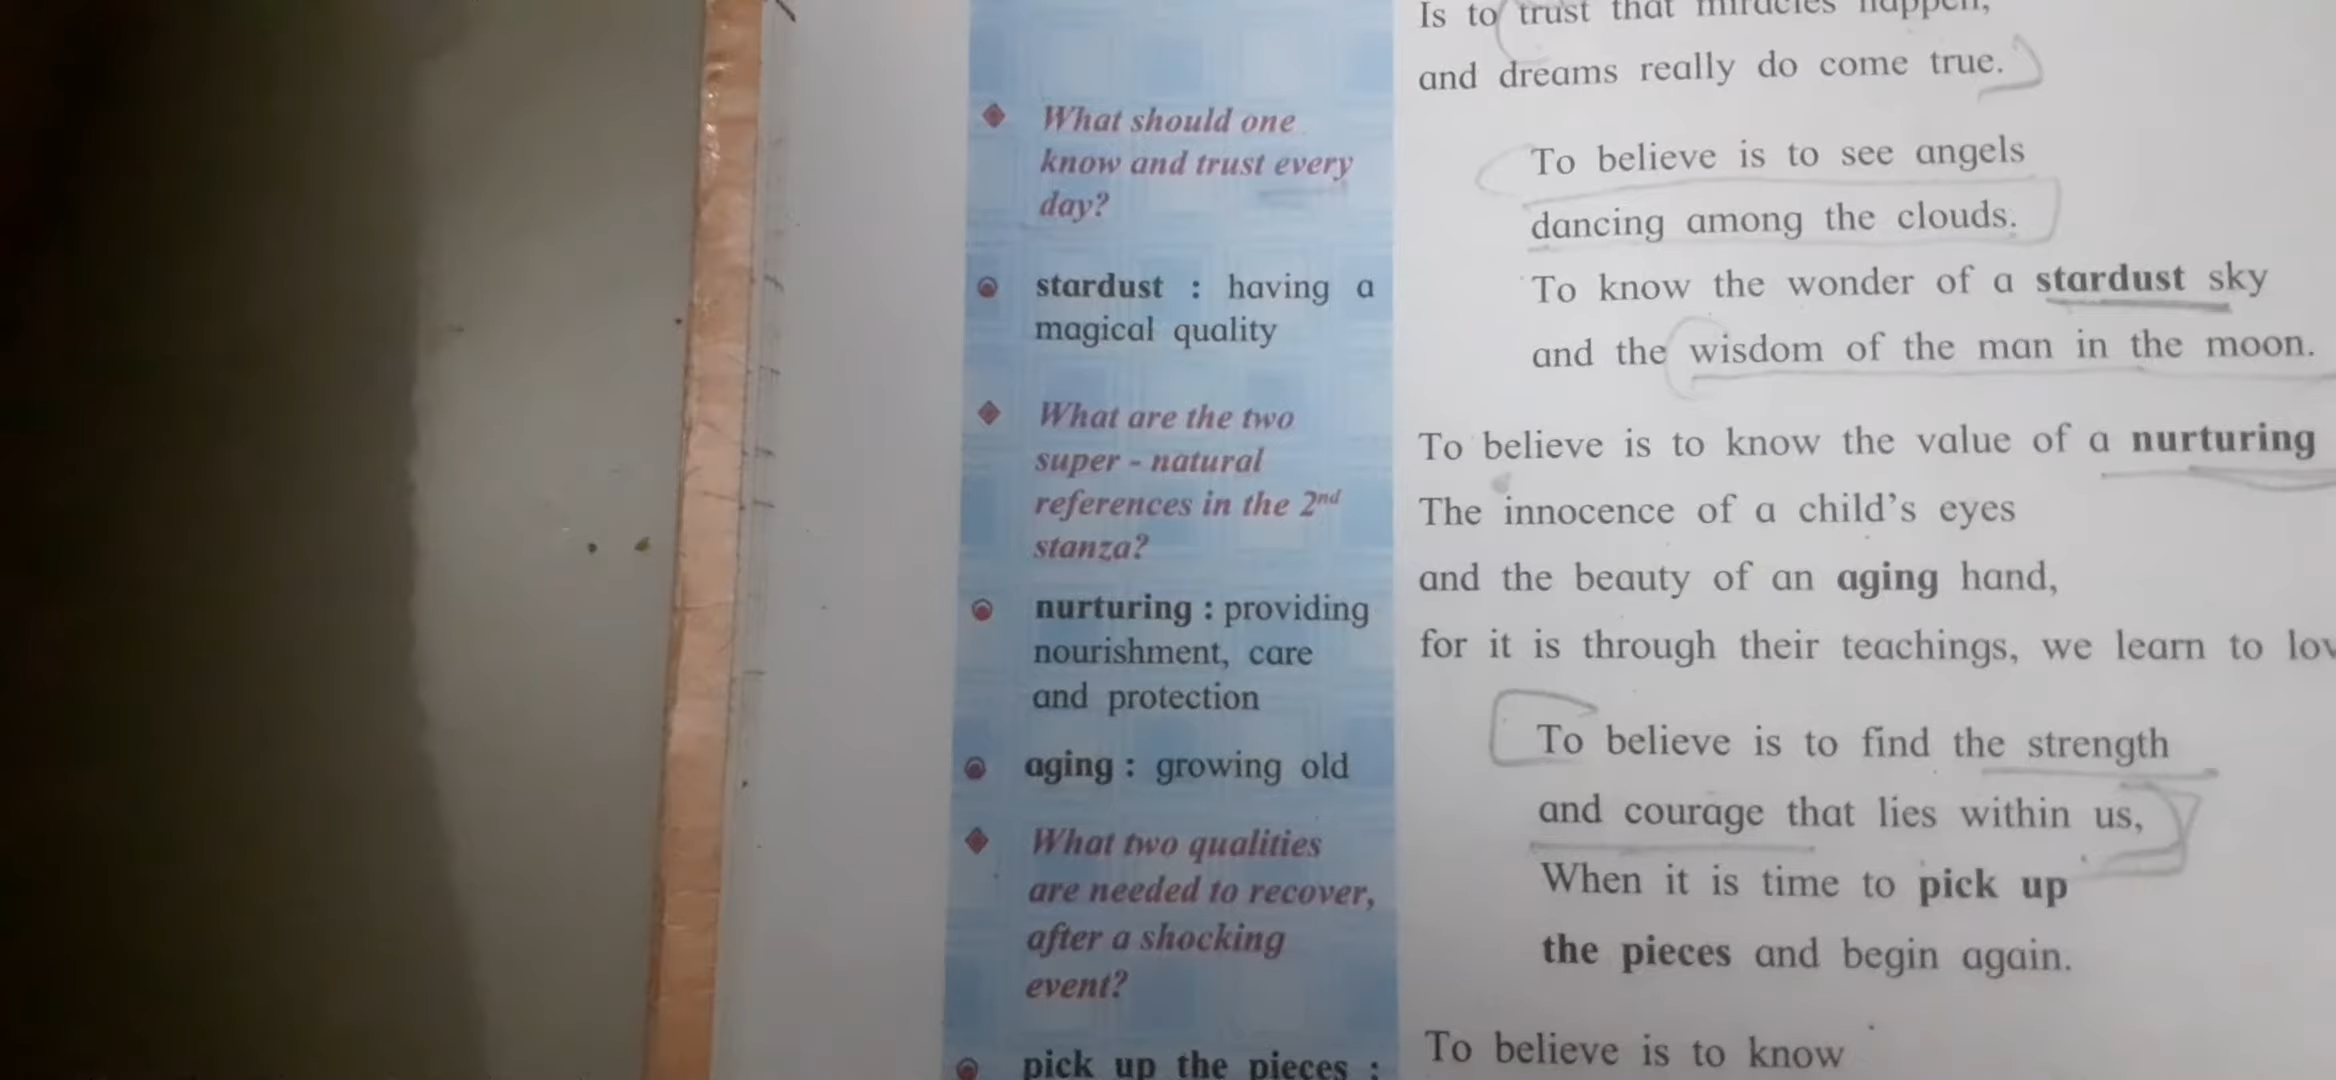 What should one
know and trust every
day?
stardust : having a
magical quality
What are the two
super - natural
references in the 2nd
stanza?
nurturing : providing
nourishment, care
and protection
aging : growing old
What two qualities
are needed to recover,
after a shocking
event?
pick up the pieces :
Is to trust that miracles happen,
and dreams really do come true.
To believe is to see angels
dancing among the clouds.
To know the wonder of a stardust sky
and the wisdom of the man in the moon.
To believe is to know the value of a nurturing
The innocence of a child's eyes
and the beauty of an aging hand,
for it is through their teachings, we learn to
To believe is to find the strength
and courage that lies within us,
When it is time to pick up
the pieces and begin again.
To believe is to know